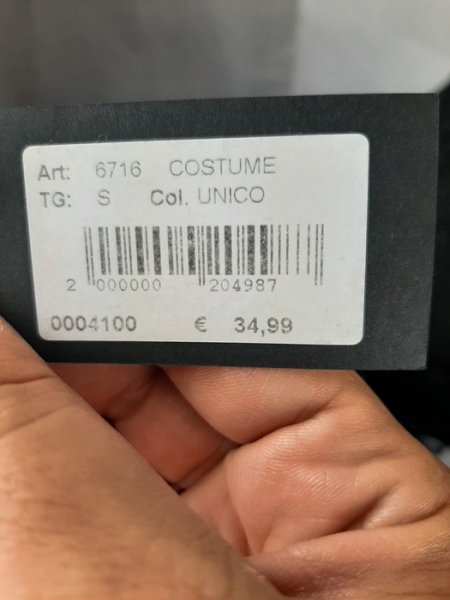 Art: 6716 COSTUME
TG: S Col. UNICO
2 000000 204987
0004100 € 34,99